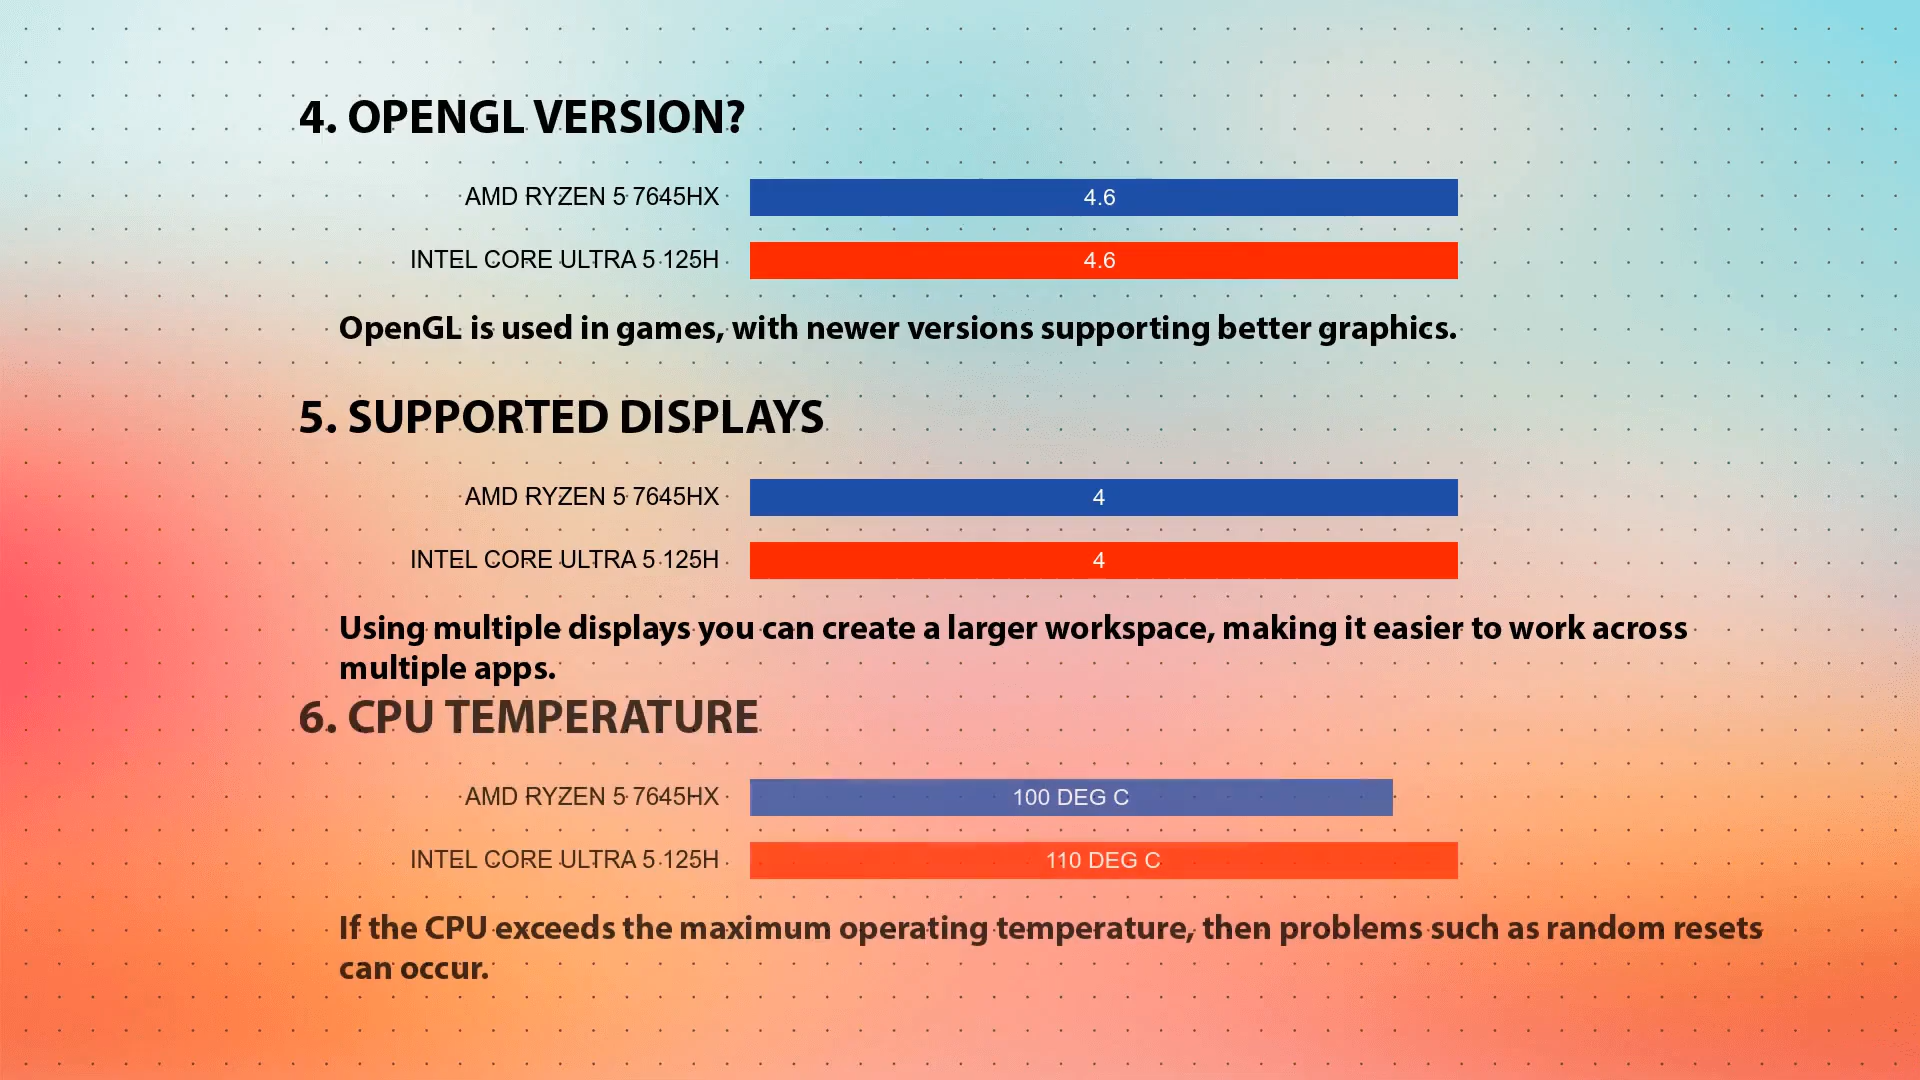 4. OPENGL VERSION?
AMD RYZEN 5 7645HX
4.6
INTEL CORE ULTRA 5 125H
4.6
OpenGL is used in games, with newer versions supporting better graphics.
5. SUPPORTED DISPLAYS
AMD RYZEN 5 7645HX
4
INTEL CORE ULTRA 5 125H
4
Using multiple displays you can create a larger workspace, making it easier to work across
multiple apps.
6. CPU TEMPERATURE
AMD RYZEN 5 7645HX
100 DEG C
INTEL CORE ULTRA 5 125H
110 DEG C
If the CPU exceeds the maximum operating temperature, then problems such as random resets
can occur.